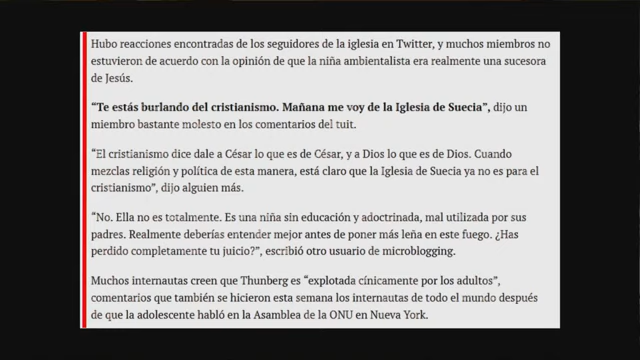 Hubo reacciones encontradas de los seguidores de la iglesia en Twitter, y muchos miembros no
estuvieron de acuerdo con la opinión de que la niña ambientalista era realmente una sucesora
de Jesús.
“Te estás burlando del cristianismo. Mañana me voy de la Iglesia de Suecia”, dijo un
miembro bastante molesto en los comentarios del tuit.
“El cristianismo dice dale a César lo que es de César, y a Dios lo que es de Dios. Cuando
mezclas religión y política de esta manera, está claro que la Iglesia de Suecia ya no es para el
cristianismo”, dijo alguien más.
“No. Ella no es totalmente. Es una niña sin educación y adoctrinada, mal utilizada por sus
padres. Realmente deberías entender mejor antes de poner más leña en este fuego. ¿Has
perdido completamente tu juicio?”, escribió otro usuario de microblogging.
Muchos internautas creen que Thunberg es “explotada cínicamente por los adultos”,
comentarios que también se hicieron esta semana los internautas de todo el mundo después
de que la adolescente habló en la Asamblea de la ONU en Nueva York.